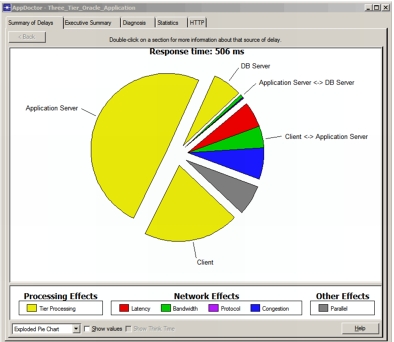 AppDoctor - Three_Tier_Oracle_Application
Summary of Delays
Executive Summary
Diagnosis
Statistics
HTTP
< Back
Double-click on a section for more information about that source of delay.
Response time: 506 ms
DB Server
Application Server <-> DB Server
Application Server
Client <-> Application Server
Client
Processing Effects
Network Effects
Other Effects
Tier Processing
Latency
Bandwidth
Protocol
Congestion
Parallel
Exploded Pie Chart
Show values
Show Think Time
Help